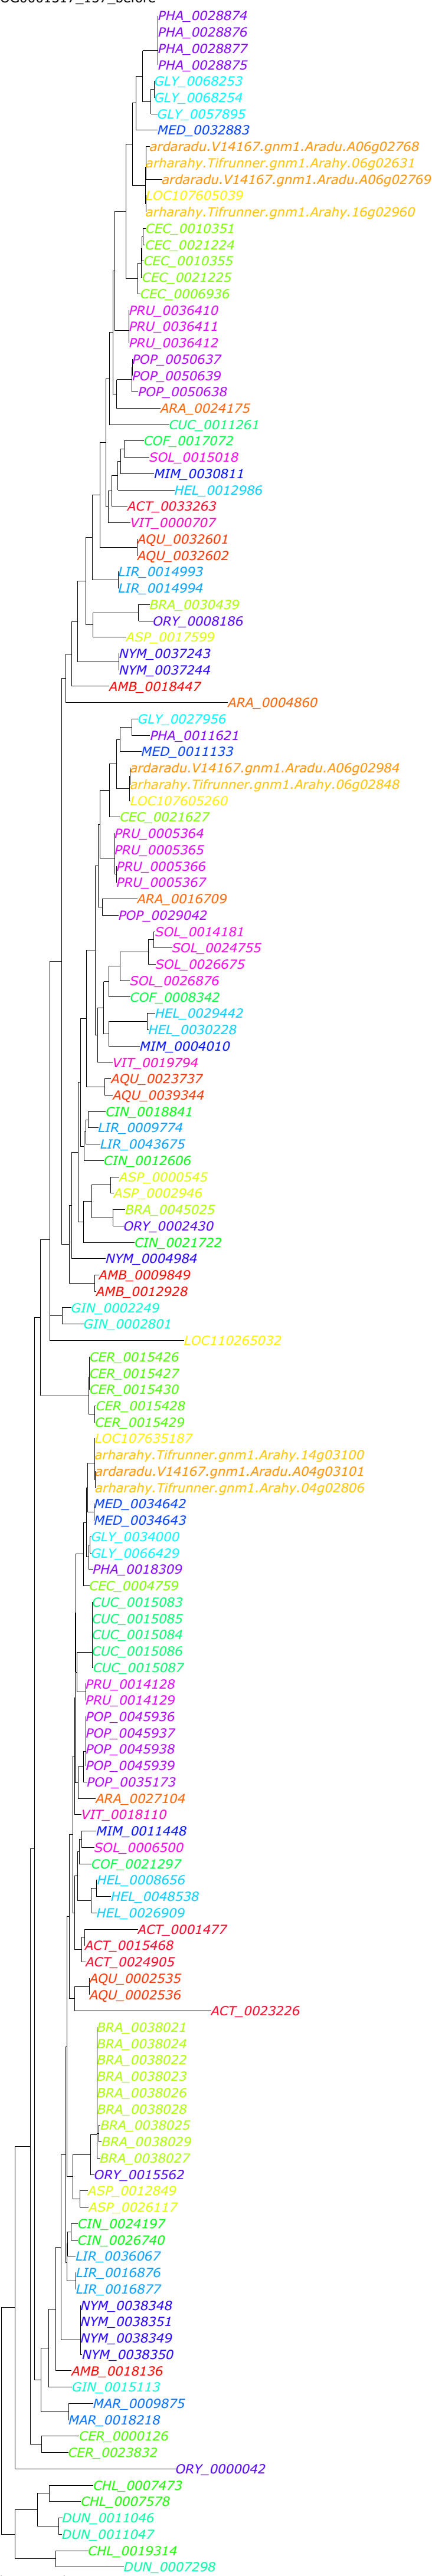 PHA_0028874
PHA_0028876
PHA_0028877
PHA_0028875
GLY_0068253
GLY_0068254
GLY_0057895
MED_0032883
ardaradu.V14167.gnm1.Aradu.A06g02768
arharahy.Tifrunner.gnm1.Arahy.06g02631
ardaradu.V14167.gnm1.Aradu.A06g02769
LOC107605039
arharahy.Tifrunner.gnm1.Arahy.16g02960
CEC_0010351
CEC_0021224
CEC_0010355
CEC_0021225
CEC_0006936
PRU_0036410
PRU_0036411
PRU_0036412
POP_0050637
POP_0050639
POP_0050638
ARA_0024175
CUC_0011261
COF_0017072
SOL_0015018
MIM_0030811
HEL_0012986
ACT_0033263
VIT_0000707
AQU_0032601
AQU_0032602
LIR_0014993
LIR_0014994
BRA_0030439
ORY_0008186
ASP_0017599
NYM_0037243
NYM_0037244
AMB_0018447
ARA_0004860
GLY_0027956
PHA_0011621
MED_0011133
ardaradu.V14167.gnm1.Aradu.A06g02984
arharahy.Tifrunner.gnm1.Arahy.06g02848
LOC107605260
CEC_0021627
PRU_0005364
PRU_0005365
PRU_0005366
PRU_0005367
ARA_0016709
POP_0029042
SOL_0014181
SOL_0024755
SOL_0026675
SOL_0026876
COF_0008342
HEL_0029442
HEL_0030228
MIM_0004010
VIT_0019794
AQU_0023737
AQU_0039344
CIN_0018841
LIR_0009774
LIR_0043675
CIN_0012606
ASP_0000545
ASP_0002946
BRA_0045025
ORY_0002430
CIN_0021722
NYM_0004984
AMB_0009849
AMB_0012928
GIN_0002249
GIN_0002801
LOC110265032
CER_0015426
CER_0015427
CER_0015430
CER_0015428
CER_0015429
LOC107635187
arharahy.Tifrunner.gnm1.Arahy.14g03100
ardaradu.V14167.gnm1.Aradu.A04g03101
arharahy.Tifrunner.gnm1.Arahy.04g02806
MED_0034642
MED_0034643
GLY_0034000
GLY_0066429
PHA_0018309
CEC_0004759
CUC_0015083
CUC_0015085
CUC_0015084
CUC_0015086
CUC_0015087
PRU_0014128
PRU_0014129
POP_0045936
POP_0045937
POP_0045938
POP_0045939
POP_0035173
ARA_0027104
VIT_0018110
MIM_0011448
SOL_0006500
COF_0021297
HEL_0008656
HEL_0048538
HEL_0026909
ACT_0001477
ACT_0015468
ACT_0024905
AQU_0002535
AQU_0002536
ACT_0023226
BRA_0038021
BRA_0038024
BRA_0038022
BRA_0038023
BRA_0038026
BRA_0038028
BRA_0038025
BRA_0038029
BRA_0038027
ORY_0015562
ASP_0012849
ASP_0026117
CIN_0024197
CIN_0026740
LIR_0036067
LIR_0016876
LIR_0016877
NYM_0038348
NYM_0038351
NYM_0038349
NYM_0038350
AMB_0018136
GIN_0015113
MAR_0009875
MAR_0018218
CER_0000126
CER_0023832
ORY_0000042
CHL_0007473
CHL_0007578
DUN_0011046
DUN_0011047
CHL_0019314
DUN_0007298